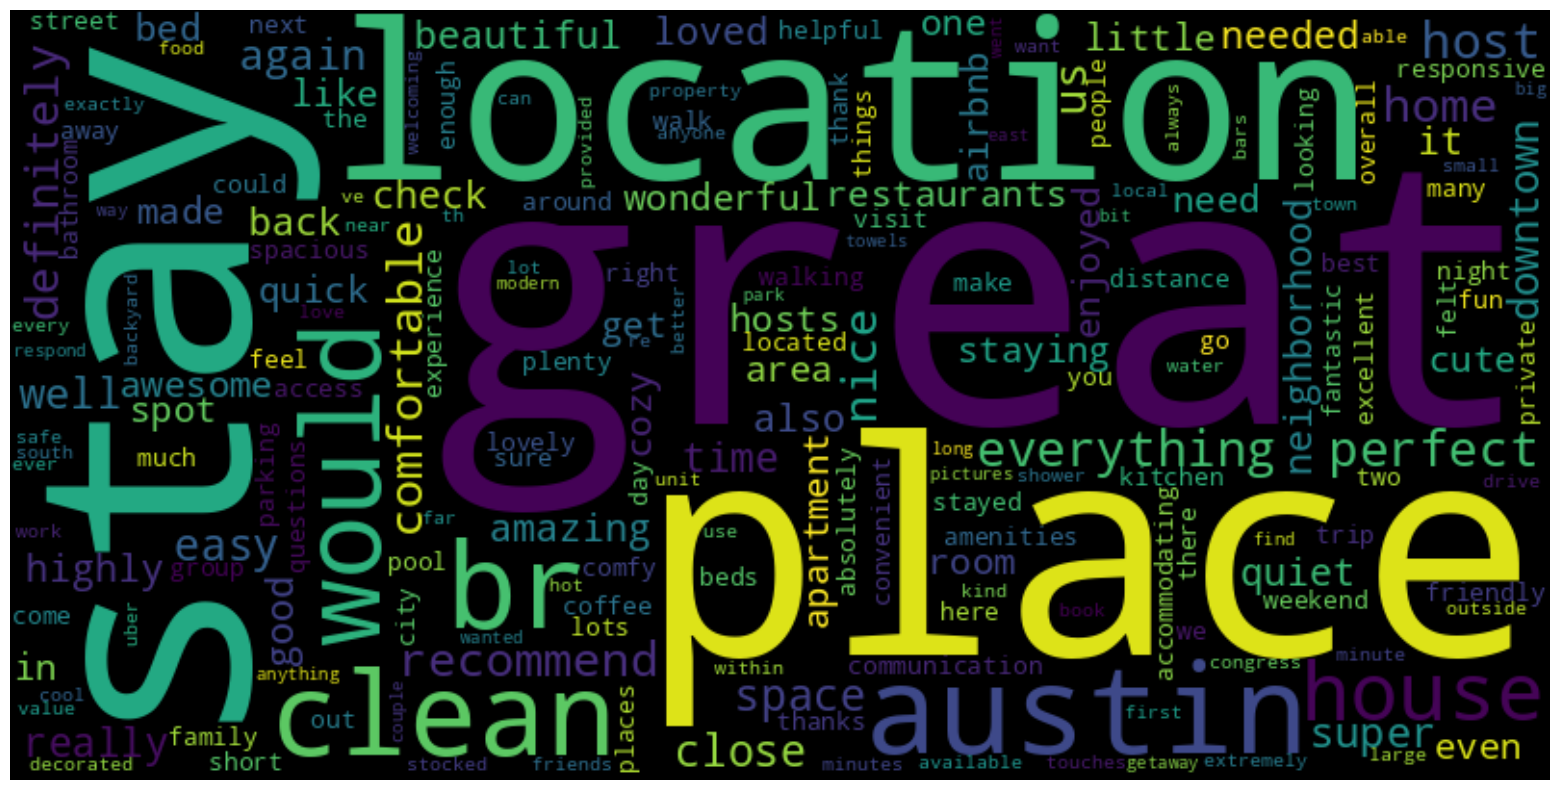 street
bed
next
food
again
beautiful
loved
helpful
one
want
went
little
needed
able
host
responsive
big
definitely
exactly
away
bathroom
stay
location
like
the
welcoming
enough
can
provided
property
walk
anyone
thank
things
airbnb
east
us
people
always
bars
looking
overall
home
it
small
could
way
made
ve
check
back
near
th
around
wonderful
restaurants
visit
towels
local
bit
need
town
many
downtown
spacious
backyard
quick
love
comfortable
experience
great
lot
modern
right
get
re
better
walking
park
hosts
located
area
nice
make
enjoyed
distance
staying
you
go
water
neighborhood
best
fantastic
night
fun
felt
excellent
cute
private
every
respond
feel
would
well
awesome
access
spot
plenty
cozy
also
safe
south
ever
much
parking
questions
lovely
sure
day
time
unit
apartment
absolutely
convenient
long
everything
pictures
shower
kitchen
perfect
two
drive
work
highly
group
easy
far
amazing
place
use
beds
stayed
amenities
room
kind
here
book
accommodating
there
find
trip
quiet
weekend
friendly
outside
come
uber
good
city
pool
br
hot
comfy
coffee
lots
wanted
we
in
anything
recommend
within
communication
congress
minute
cool
value
really
family
decorated
short
clean
out
couple
stocked
friends
places
close
space
thanks
minutes
austin
available
first
touches
getaway
extremely
house
super
large
even